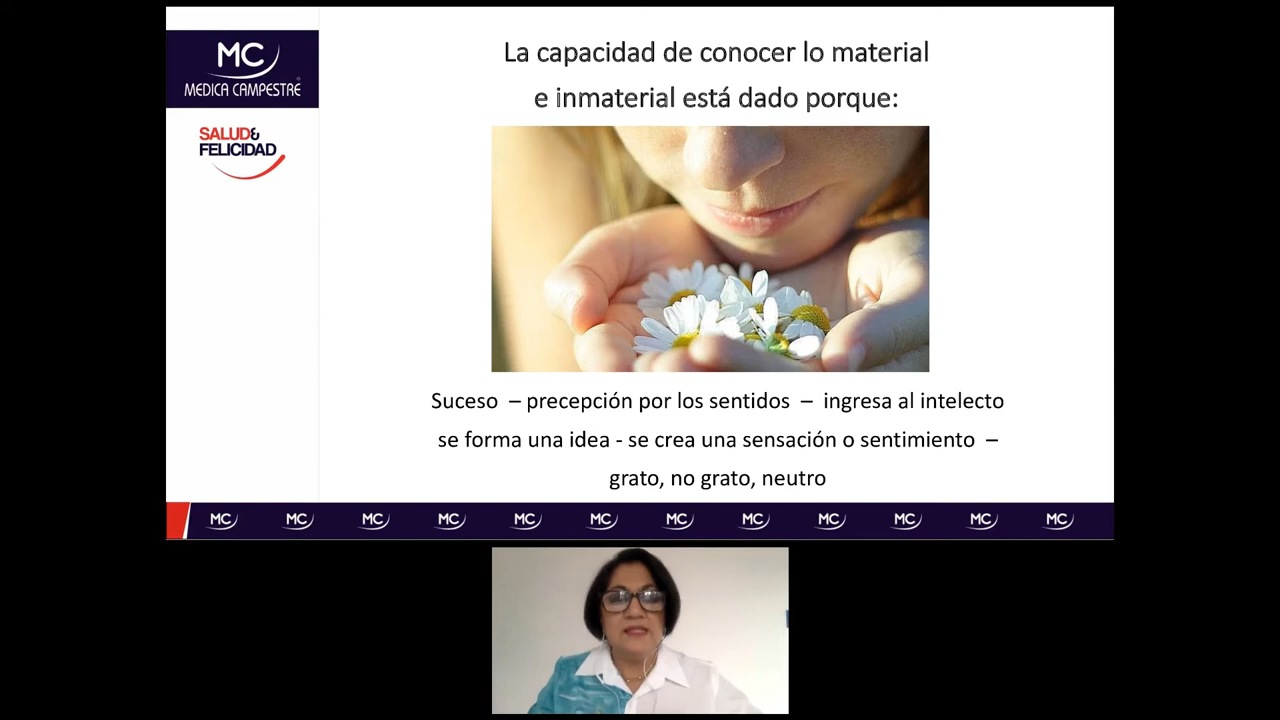 MC
MEDICA CAMPESTRE
SALUD&
FELICIDAD
La capacidad de conocer lo material
e inmaterial está dado porque:
Suceso – precepción por los sentidos – ingresa al intelecto
se forma una idea - se crea una sensación o sentimiento –
grato, no grato, neutro
MC MC MC MC MC MC MC MC MC MC MC MC